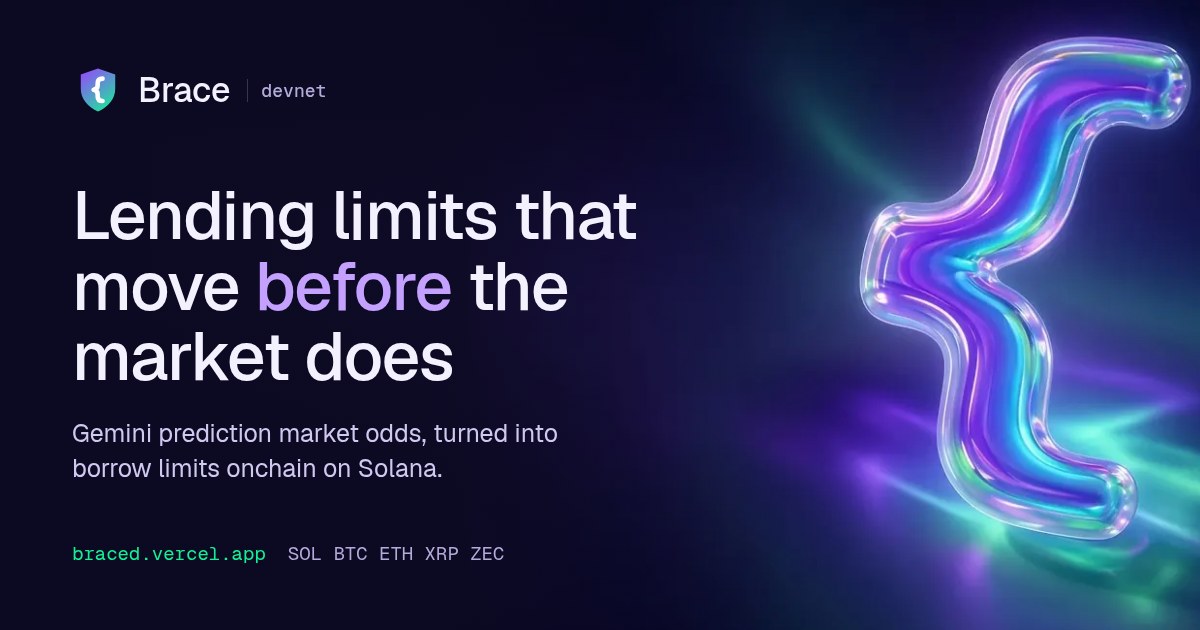 Brace devnet
Lending limits that
move before the
market does
Gemini prediction market odds, turned into
borrow limits onchain on Solana.
braced.vercel.app SOL BTC ETH XRP ZEC